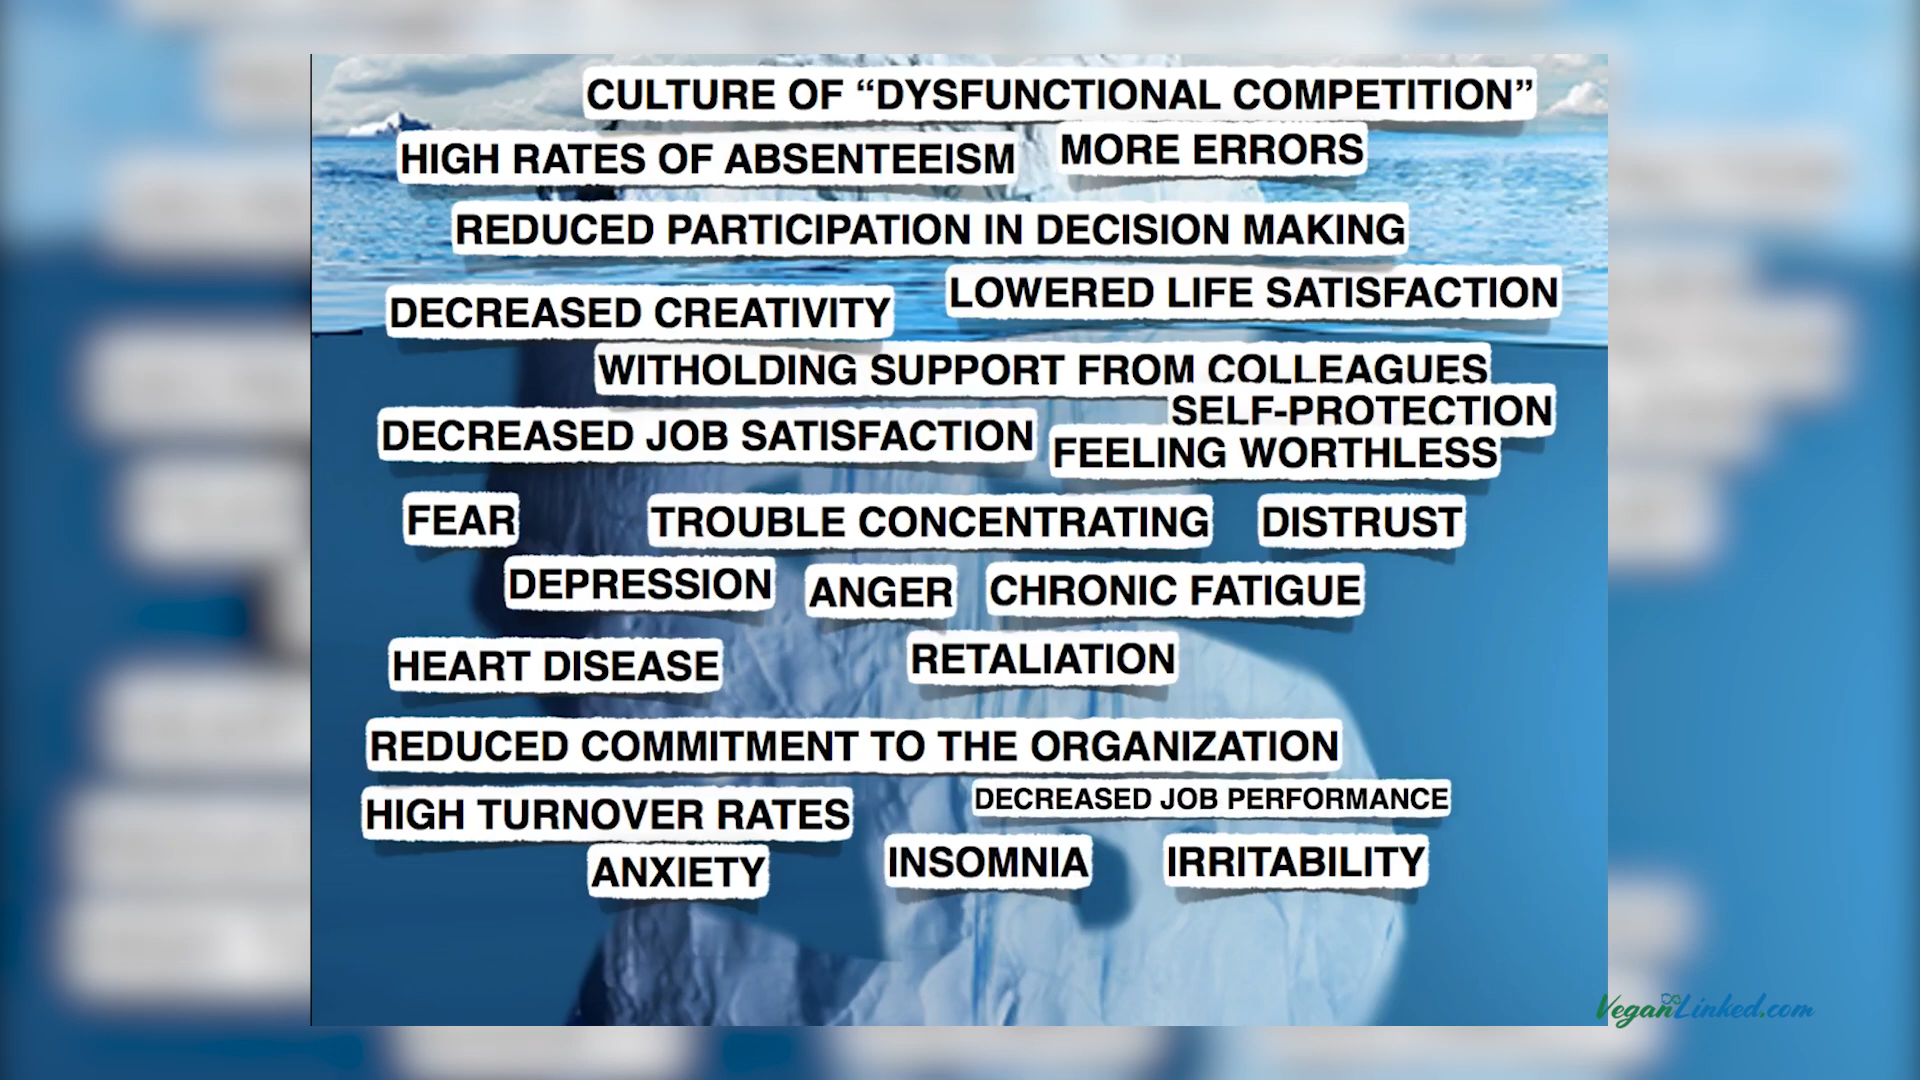 CULTURE OF “DYSFUNCTIONAL COMPETITION”
HIGH RATES OF ABSENTEEISM
MORE ERRORS
REDUCED PARTICIPATION IN DECISION MAKING
DECREASED CREATIVITY
LOWERED LIFE SATISFACTION
WITHOLDING SUPPORT FROM COLLEAGUES
SELF-PROTECTION
DECREASED JOB SATISFACTION
FEELING WORTHLESS
FEAR
TROUBLE CONCENTRATING
DISTRUST
DEPRESSION
ANGER
CHRONIC FATIGUE
HEART DISEASE
RETALIATION
REDUCED COMMITMENT TO THE ORGANIZATION
HIGH TURNOVER RATES
DECREASED JOB PERFORMANCE
ANXIETY
INSOMNIA
IRRITABILITY
VeganLinked.com